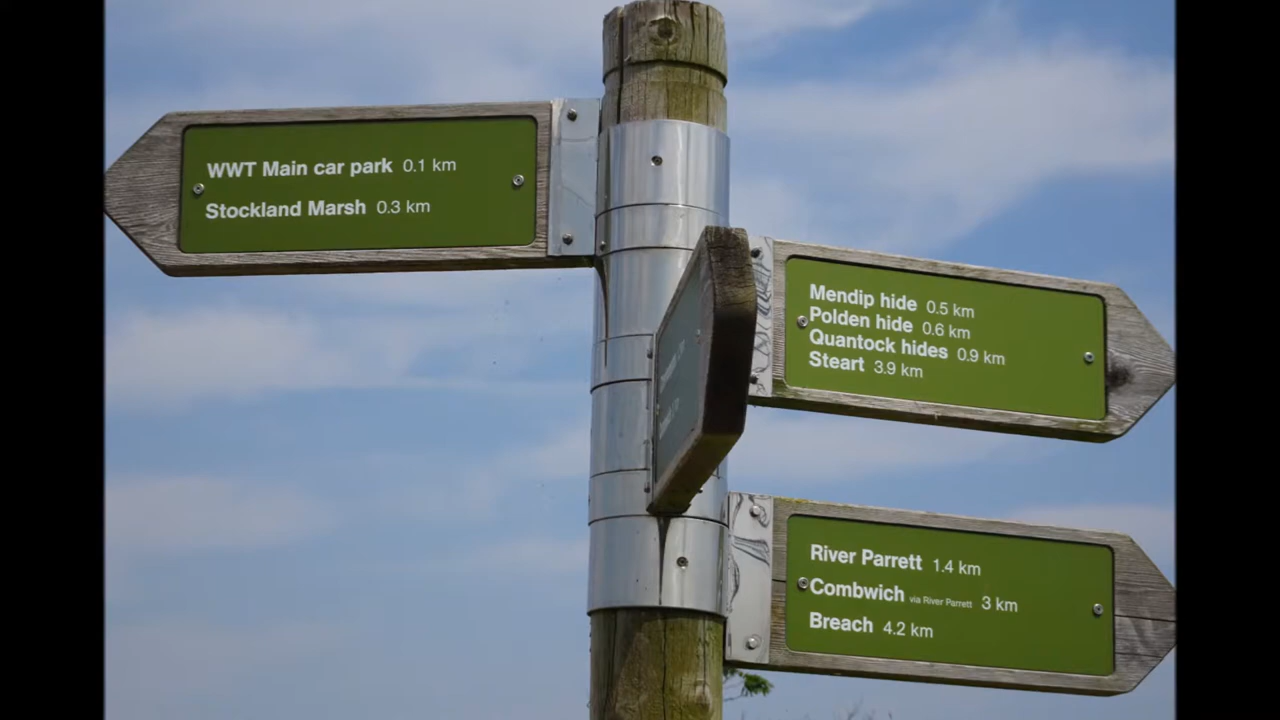 WWT Main car park 0.1 km
Stockland Marsh 0.3 km
Mendip hide 0.5 km
Polden hide 0.6 km
Quantock hides 0.9 km
Steart 3.9 km
River Parrett 1.4 km
Combwich via River Parrett 3 km
Breach 4.2 km